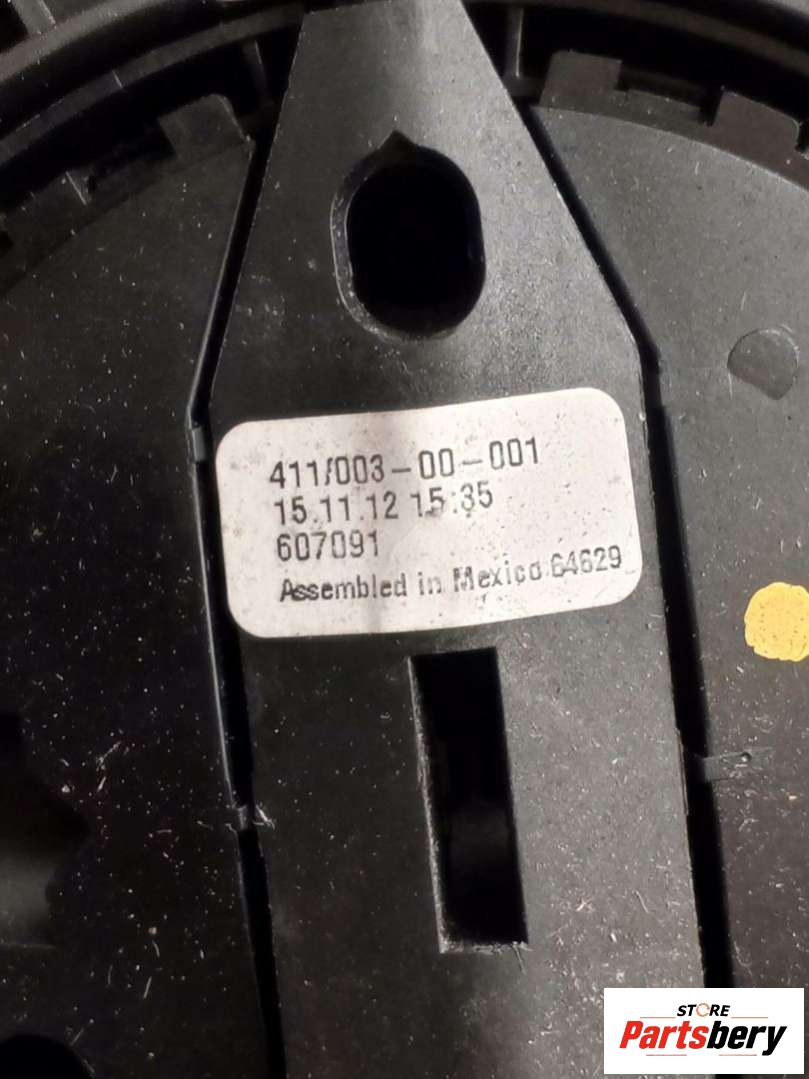 411/003-00-001
15.11.12 15:35
607091
Assembled in Mexico 64629
STORE
Partsbery